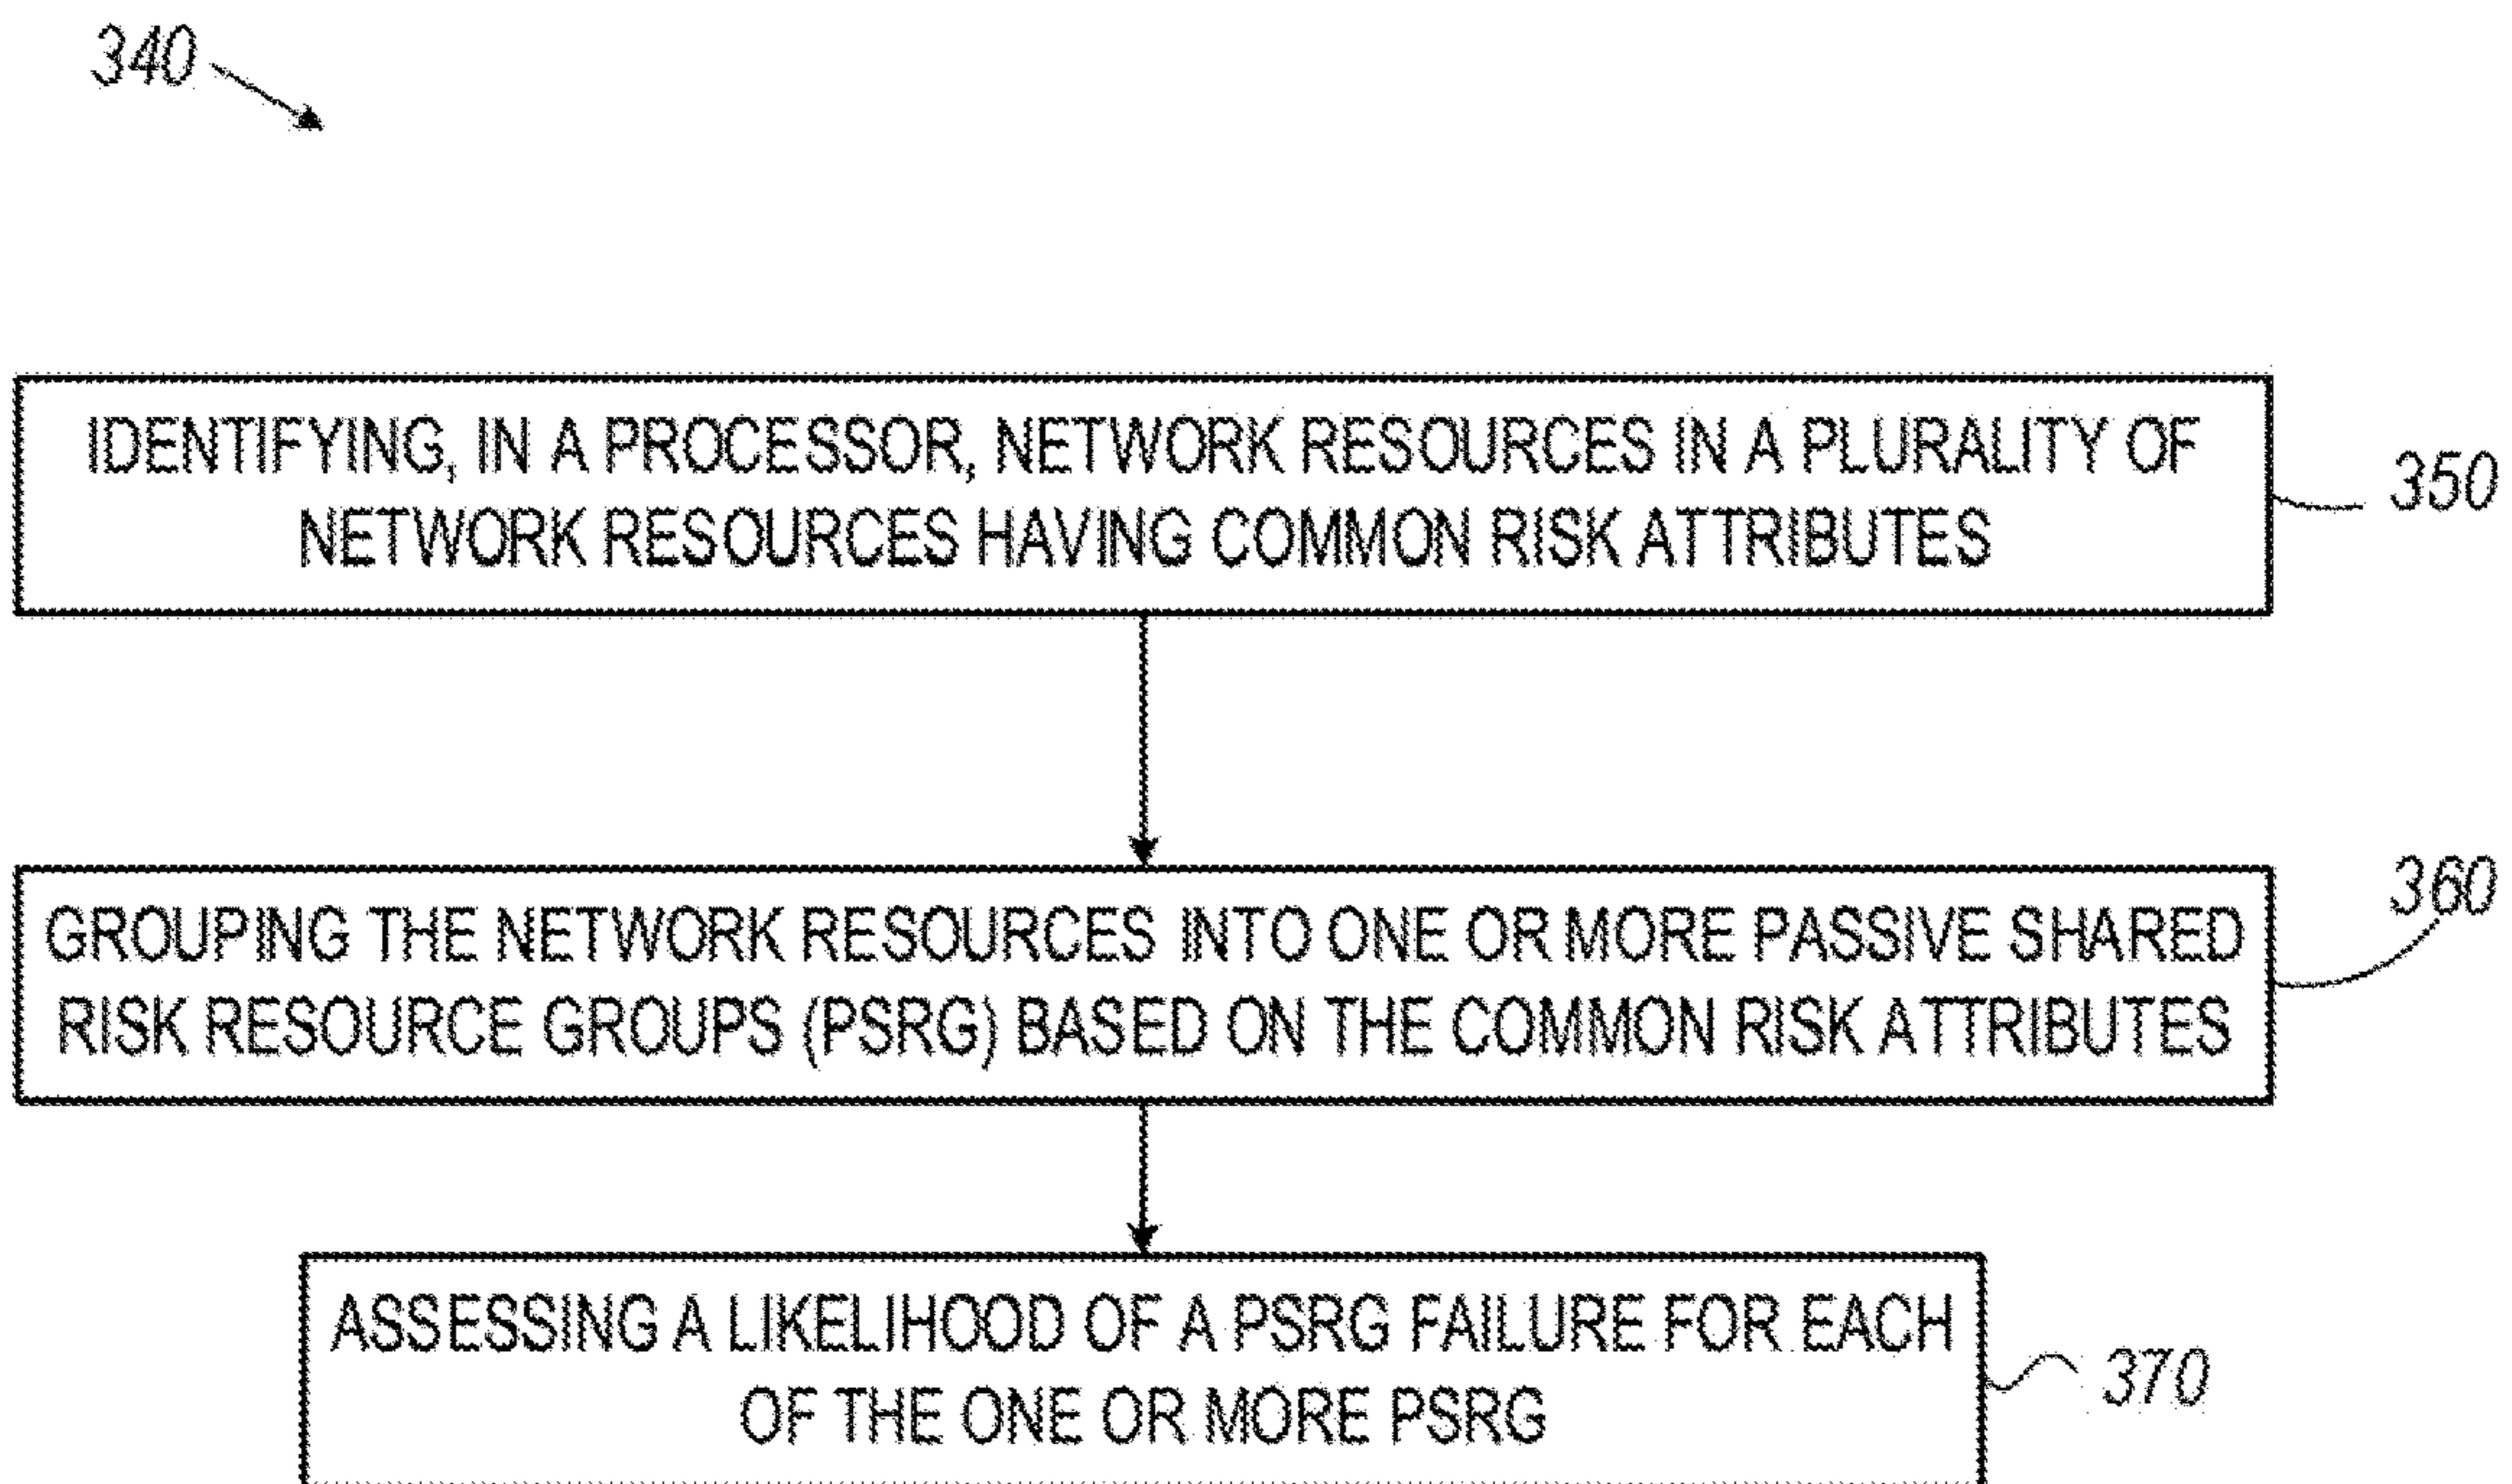 340
IDENTIFYING, IN A PROCESSOR, NETWORK RESOURCES IN A PLURALITY OF
NETWORK RESOURCES HAVING COMMON RISK ATTRIBUTES
350
GROUPING THE NETWORK RESOURCES INTO ONE OR MORE PASSIVE SHARED
RISK RESOURCE GROUPS (PSRG) BASED ON THE COMMON RISK ATTRIBUTES
360
ASSESSING A LIKELIHOOD OF A PSRG FAILURE FOR EACH
OF THE ONE OR MORE PSRG
370